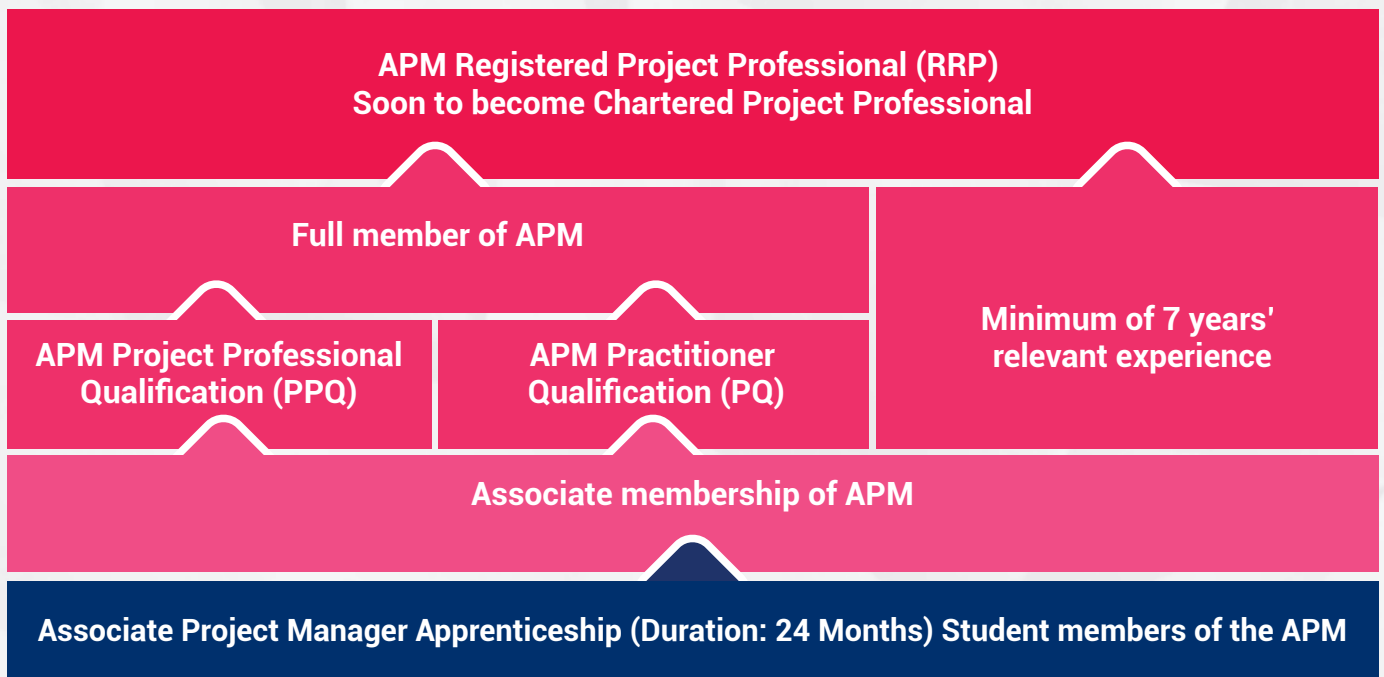 APM Registered Project Professional (RRP)
Soon to become Chartered Project Professional
Full member of APM
APM Project Professional
Qualification (PPQ)
APM Practitioner
Qualification (PQ)
Minimum of 7 years'
relevant experience
Associate membership of APM
Associate Project Manager Apprenticeship (Duration: 24 Months) Student members of the APM